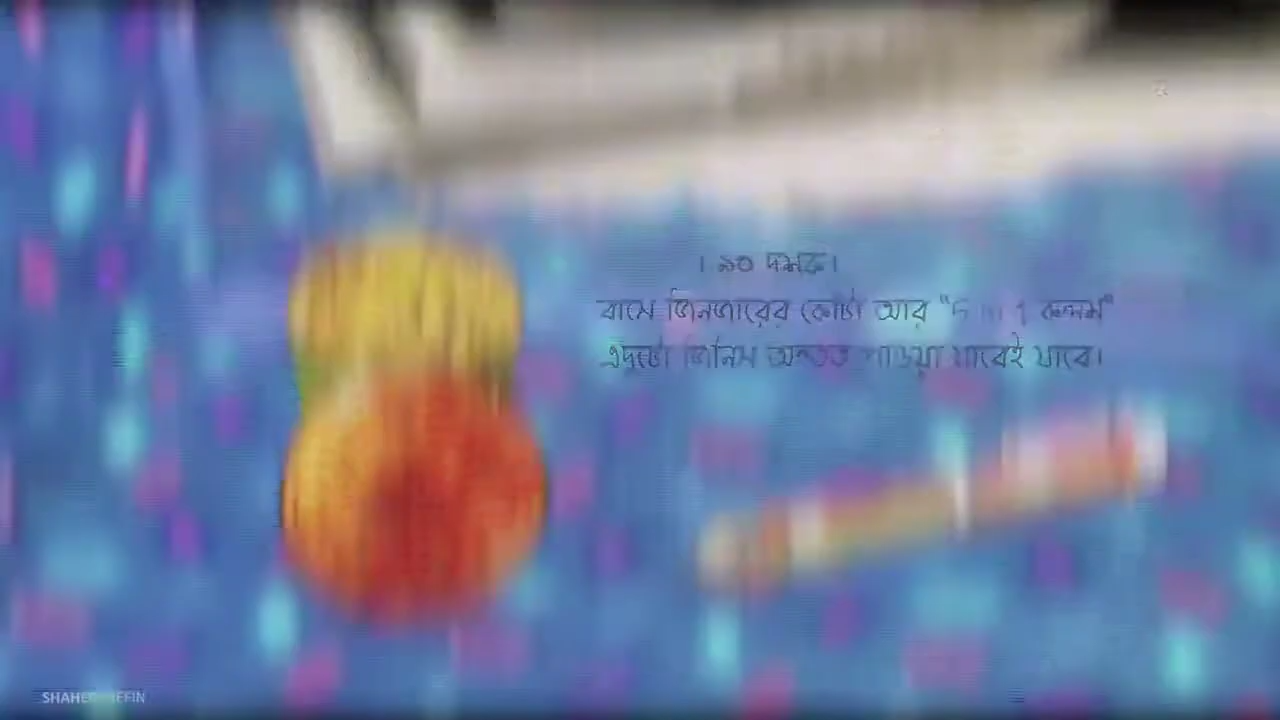 । ৯০ দশক।
বামে জিনজারের কৌটা আর "দ
এদুটো জিনিস অন্তত পাওয়া যাবেই যাবে।